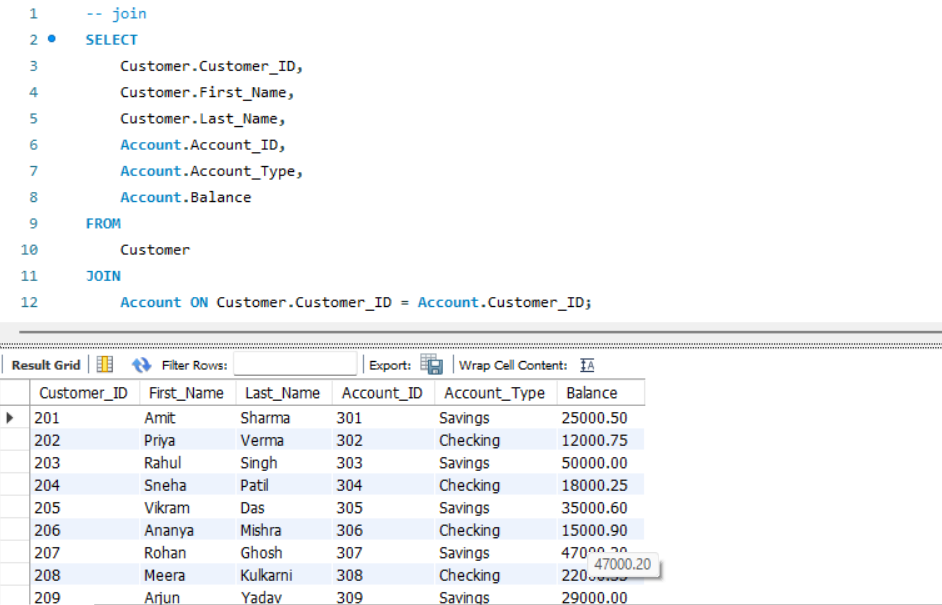 1 -- join
2 SELECT
3 Customer.Customer_ID,
4 Customer.First_Name,
5 Customer.Last_Name,
6 Account.Account_ID,
7 Account.Account_Type,
8 Account.Balance
9 FROM
10 Customer
11 JOIN
12 Account ON Customer.Customer_ID = Account.Customer_ID;
Result Grid Filter Rows: Export: Wrap Cell Content: IA
Customer_ID First_Name Last_Name Account_ID Account_Type Balance
201 Amit Sharma 301 Savings 25000.50
202 Priya Verma 302 Checking 12000.75
203 Rahul Singh 303 Savings 50000.00
204 Sneha Patil 304 Checking 18000.25
205 Vikram Das 305 Savings 35000.60
206 Ananya Mishra 306 Checking 15000.90
207 Rohan Ghosh 307 Savings 47000.20
47000.20
208 Meera Kulkarni 308 Checking
209 Arjun Yadav 309 Savings 29000.00